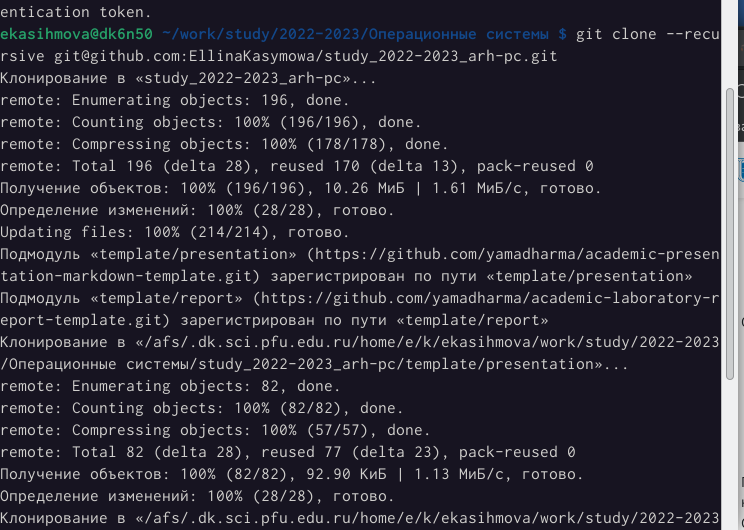 entication token.
ekasihmova@dk6n50 ~/work/study/2022-2023/Операционные системы $ git clone --recu
rsive git@github.com:EllinaKasymowa/study_2022-2023_arh-pc.git
Клонирование в «study_2022-2023_arh-pc»...
remote: Enumerating objects: 196, done.
remote: Counting objects: 100% (196/196), done.
remote: Compressing objects: 100% (178/178), done.
remote: Total 196 (delta 28), reused 170 (delta 13), pack-reused 0
Получение объектов: 100% (196/196), 10.26 МиБ | 1.61 МиБ/с, готово.
Определение изменений: 100% (28/28), готово.
Updating files: 100% (214/214), готово.
Подмодуль «template/presentation» (https://github.com/yamadharma/academic-presen
tation-markdown-template.git) зарегистрирован по пути «template/presentation»
Подмодуль «template/report» (https://github.com/yamadharma/academic-laboratory-r
eport-template.git) зарегистрирован по пути «template/report»
Клонирование в «/afs/.dk.sci.pfu.edu.ru/home/e/k/ekasihmova/work/study/2022-2023
/Операционные системы/study_2022-2023_arh-pc/template/presentation»...
remote: Enumerating objects: 82, done.
remote: Counting objects: 100% (82/82), done.
remote: Compressing objects: 100% (57/57), done.
remote: Total 82 (delta 28), reused 77 (delta 23), pack-reused 0
Получение объектов: 100% (82/82), 92.90 КиБ | 1.13 МиБ/с, готово.
Определение изменений: 100% (28/28), готово.
Клонирование в «/afs/.dk.sci.pfu.edu.ru/home/e/k/ekasihmova/work/study/2022-2023